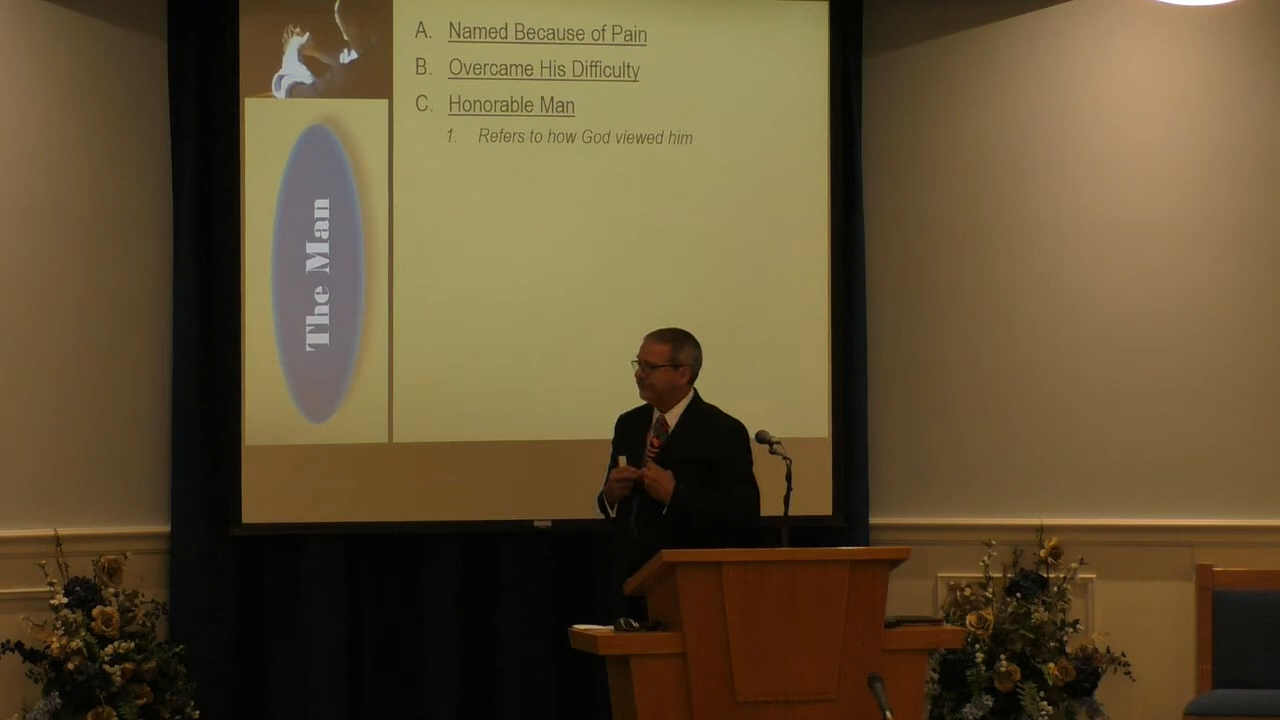 A. Named Because of Pain
B. Overcame His Difficulty
C. Honorable Man
1. Refers to how God viewed him
The Man